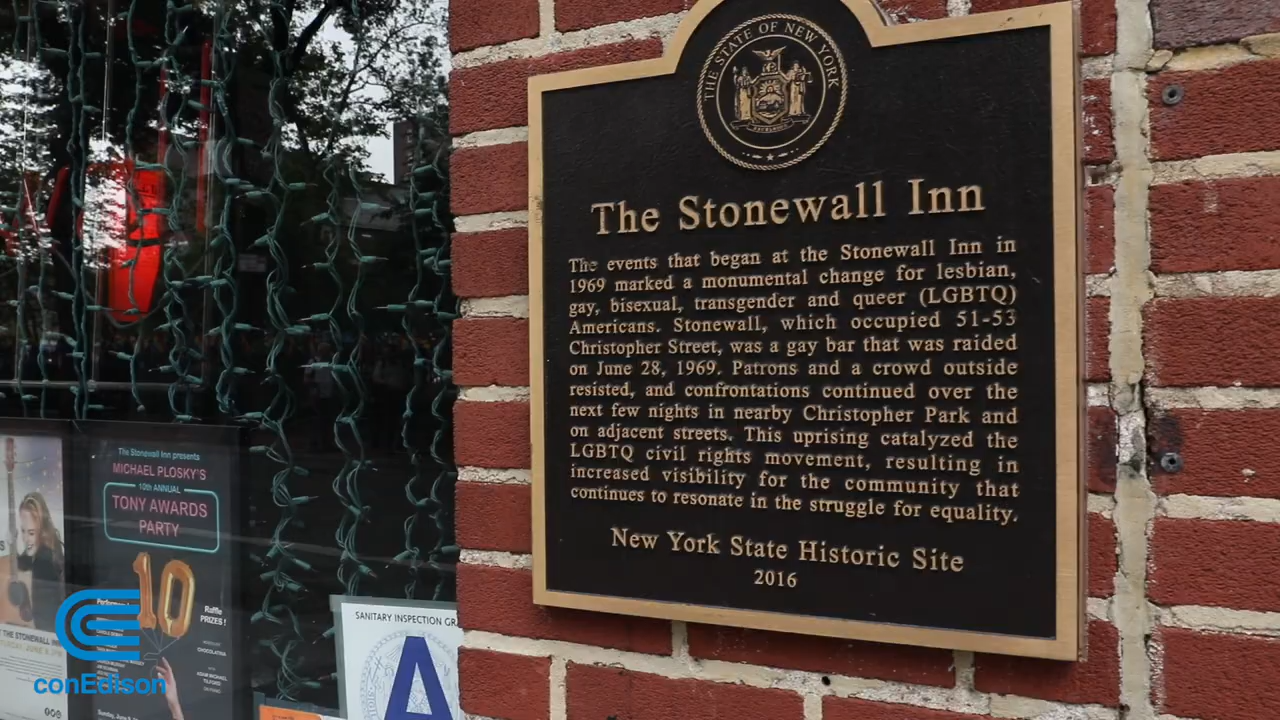 THE STATE OF NEW YORK
EXCELSIOR
The Stonewall Inn
The events that began at the Stonewall Inn in
1969 marked a monumental change for lesbian,
gay, bisexual, transgender and queer (LGBTQ)
Americans. Stonewall, which occupied 51-53
Christopher Street, was a gay bar that was raided
on June 28, 1969. Patrons and a crowd outside
resisted, and confrontations continued over the
next few nights in nearby Christopher Park and
on adjacent streets. This uprising catalyzed the
LGBTQ civil rights movement, resulting in
increased visibility for the community that
continues to resonate in the struggle for equality.
New York State Historic Site
2016
The Stonewall Inn presents
MICHAEL PLOSKY'S
10th ANNUAL
TONY AWARDS
PARTY
10
Raffle
PRIZES!
CHOCOLATINA
THE STONEWALL
SANITARY INSPECTION GR
A
conEdison